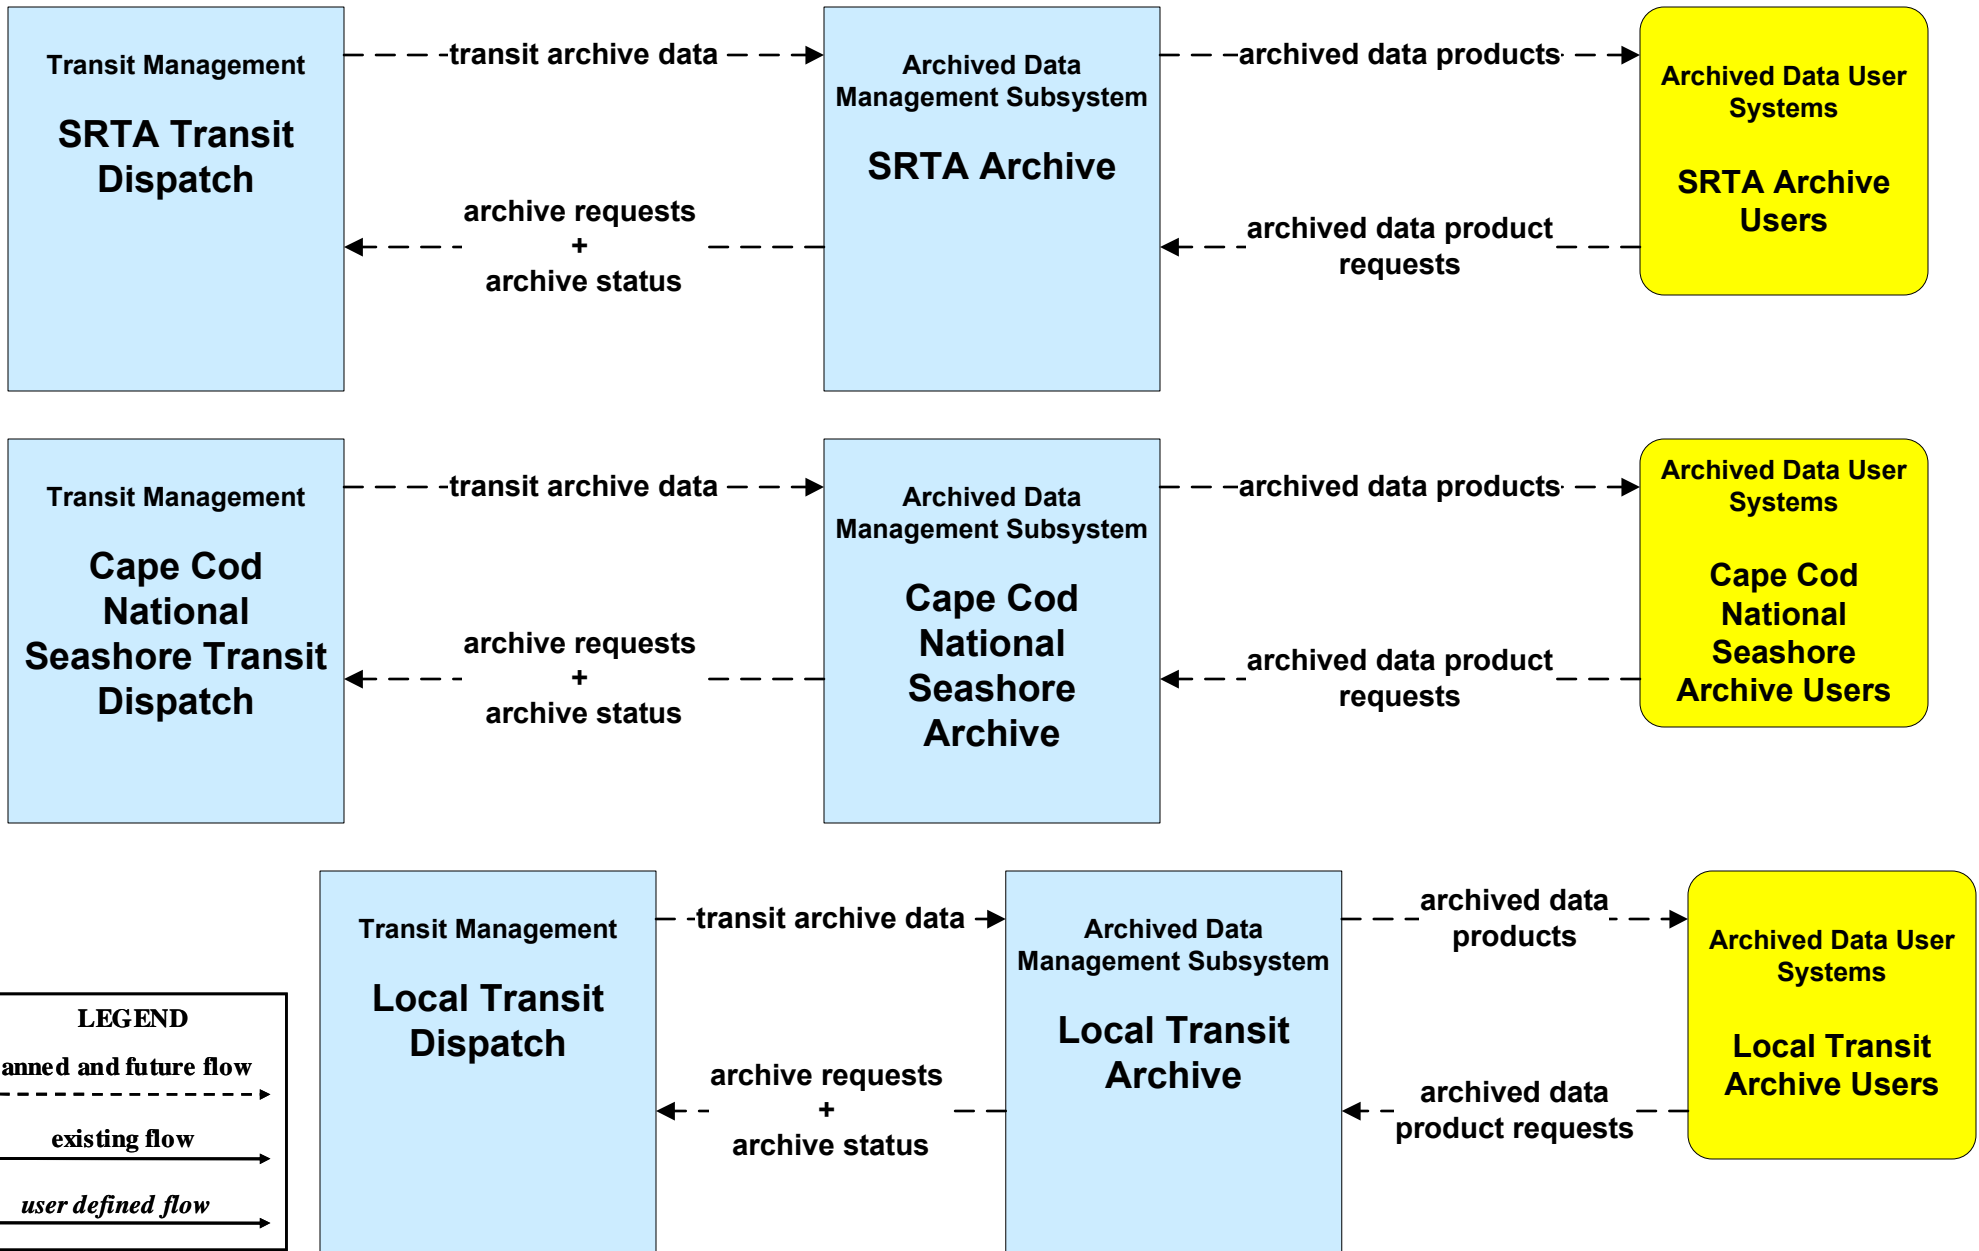 Transit Management
SRTA Transit
Dispatch
transit archive data
archive requests
+
archive status
Archived Data
Management Subsystem
SRTA Archive
archived data products
archived data product
requests
Archived Data User
Systems
SRTA Archive
Users
Transit Management
Cape Cod
National
Seashore Transit
Dispatch
transit archive data
archive requests
+
archive status
Archived Data
Management Subsystem
Cape Cod
National
Seashore
Archive
archived data products
archived data product
requests
Archived Data User
Systems
Cape Cod
National
Seashore
Archive Users
Transit Management
Local Transit
Dispatch
transit archive data
archive requests
+
archive status
Archived Data
Management Subsystem
Local Transit
Archive
archived data
products
archived data
product requests
Archived Data User
Systems
Local Transit
Archive Users
LEGEND
anned and future flow
existing flow
user defined flow